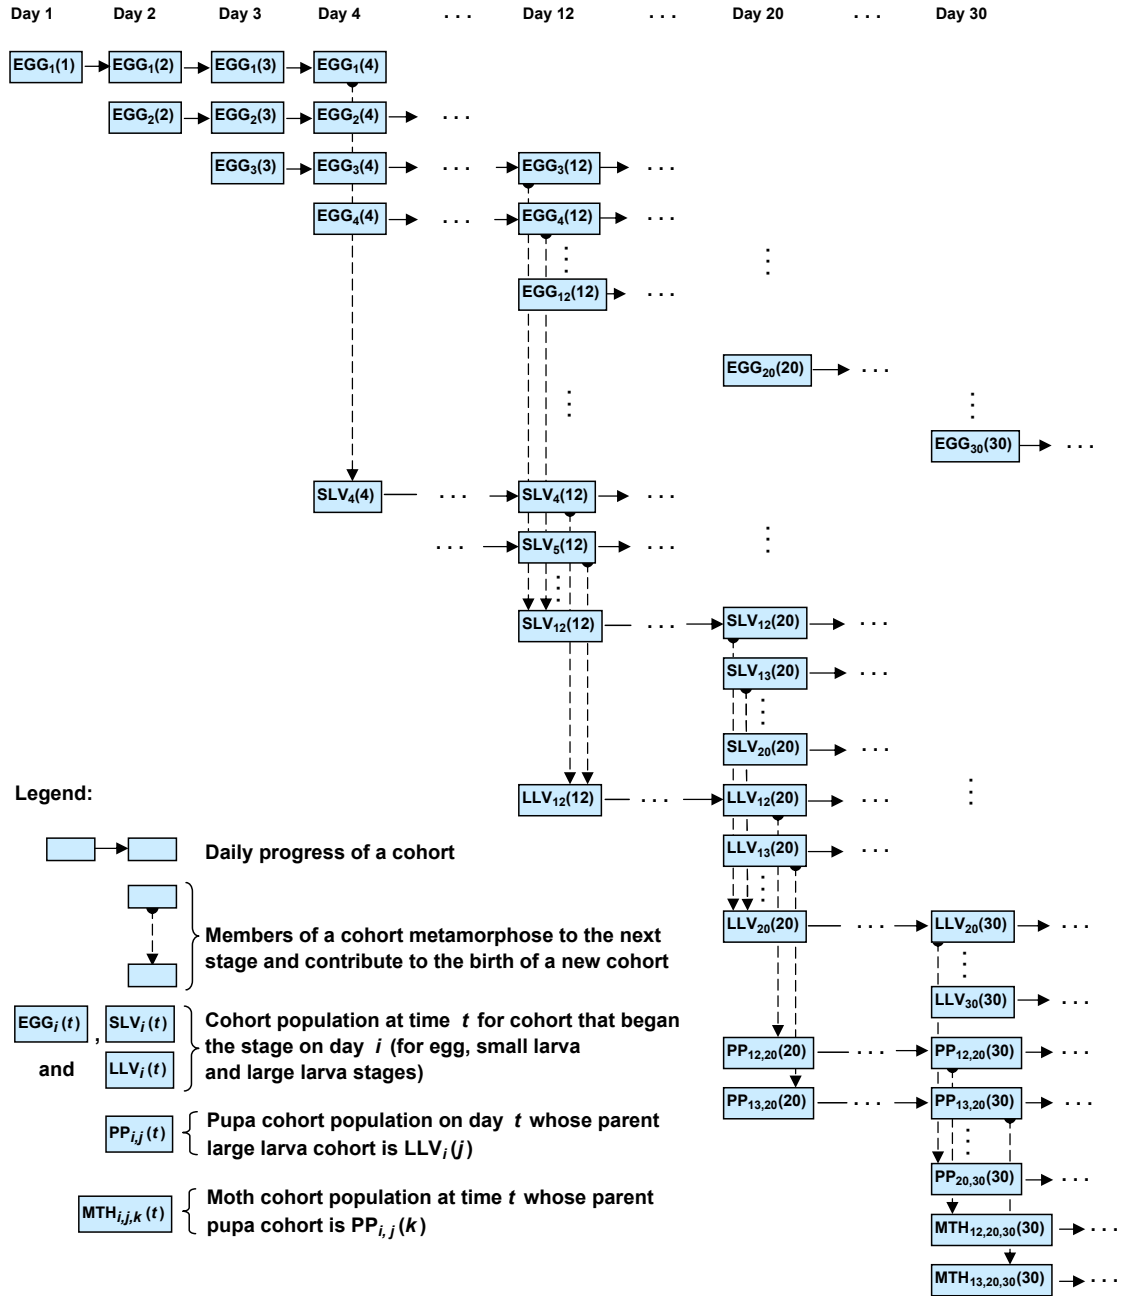 Day 1 Day 2 Day 3 Day 4 . . . Day 12 . . . Day 20 . . . Day 30
EGG₁(1) EGG₁(2) EGG₁(3) EGG₁(4)
EGG₂(2) EGG₂(3) EGG₂(4) . . .
EGG₃(3) EGG₃(4) . . . EGG₃(12) . . .
EGG₄(4) . . . EGG₄(12) . . .
EGG₁₂(12) . . .
EGG₂₀(20) . . .
EGG₃₀(30) . . .
SLV₄(4) . . . SLV₄(12) . . .
. . . SLV₅(12) . . .
SLV₁₂(12) . . . SLV₁₂(20) . . .
SLV₁₃(20) . . .
SLV₂₀(20) . . .
LLV₁₂(12) . . . LLV₁₂(20) . . .
LLV₁₃(20) . . .
LLV₂₀(20) . . . LLV₂₀(30) . . .
LLV₃₀(30) . . .
PP₁₂,₂₀(20) . . . PP₁₂,₂₀(30) . . .
PP₁₃,₂₀(20) . . . PP₁₃,₂₀(30) . . .
PP₂₀,₃₀(30) . . .
MTH₁₂,₂₀,₃₀(30) . . .
MTH₁₃,₂₀,₃₀(30) . . .
Legend:
Daily progress of a cohort
Members of a cohort metamorphose to the next
stage and contribute to the birth of a new cohort
EGGᵢ(t) , SLVᵢ(t)
and LLVᵢ(t)
Cohort population at time t for cohort that began
the stage on day i (for egg, small larva
and large larva stages)
PPᵢ,ⱼ(t)
Pupa cohort population on day t whose parent
large larva cohort is LLVᵢ(j)
MTHᵢ,ⱼ,ₖ(t)
Moth cohort population at time t whose parent
pupa cohort is PPᵢ,ⱼ(k)